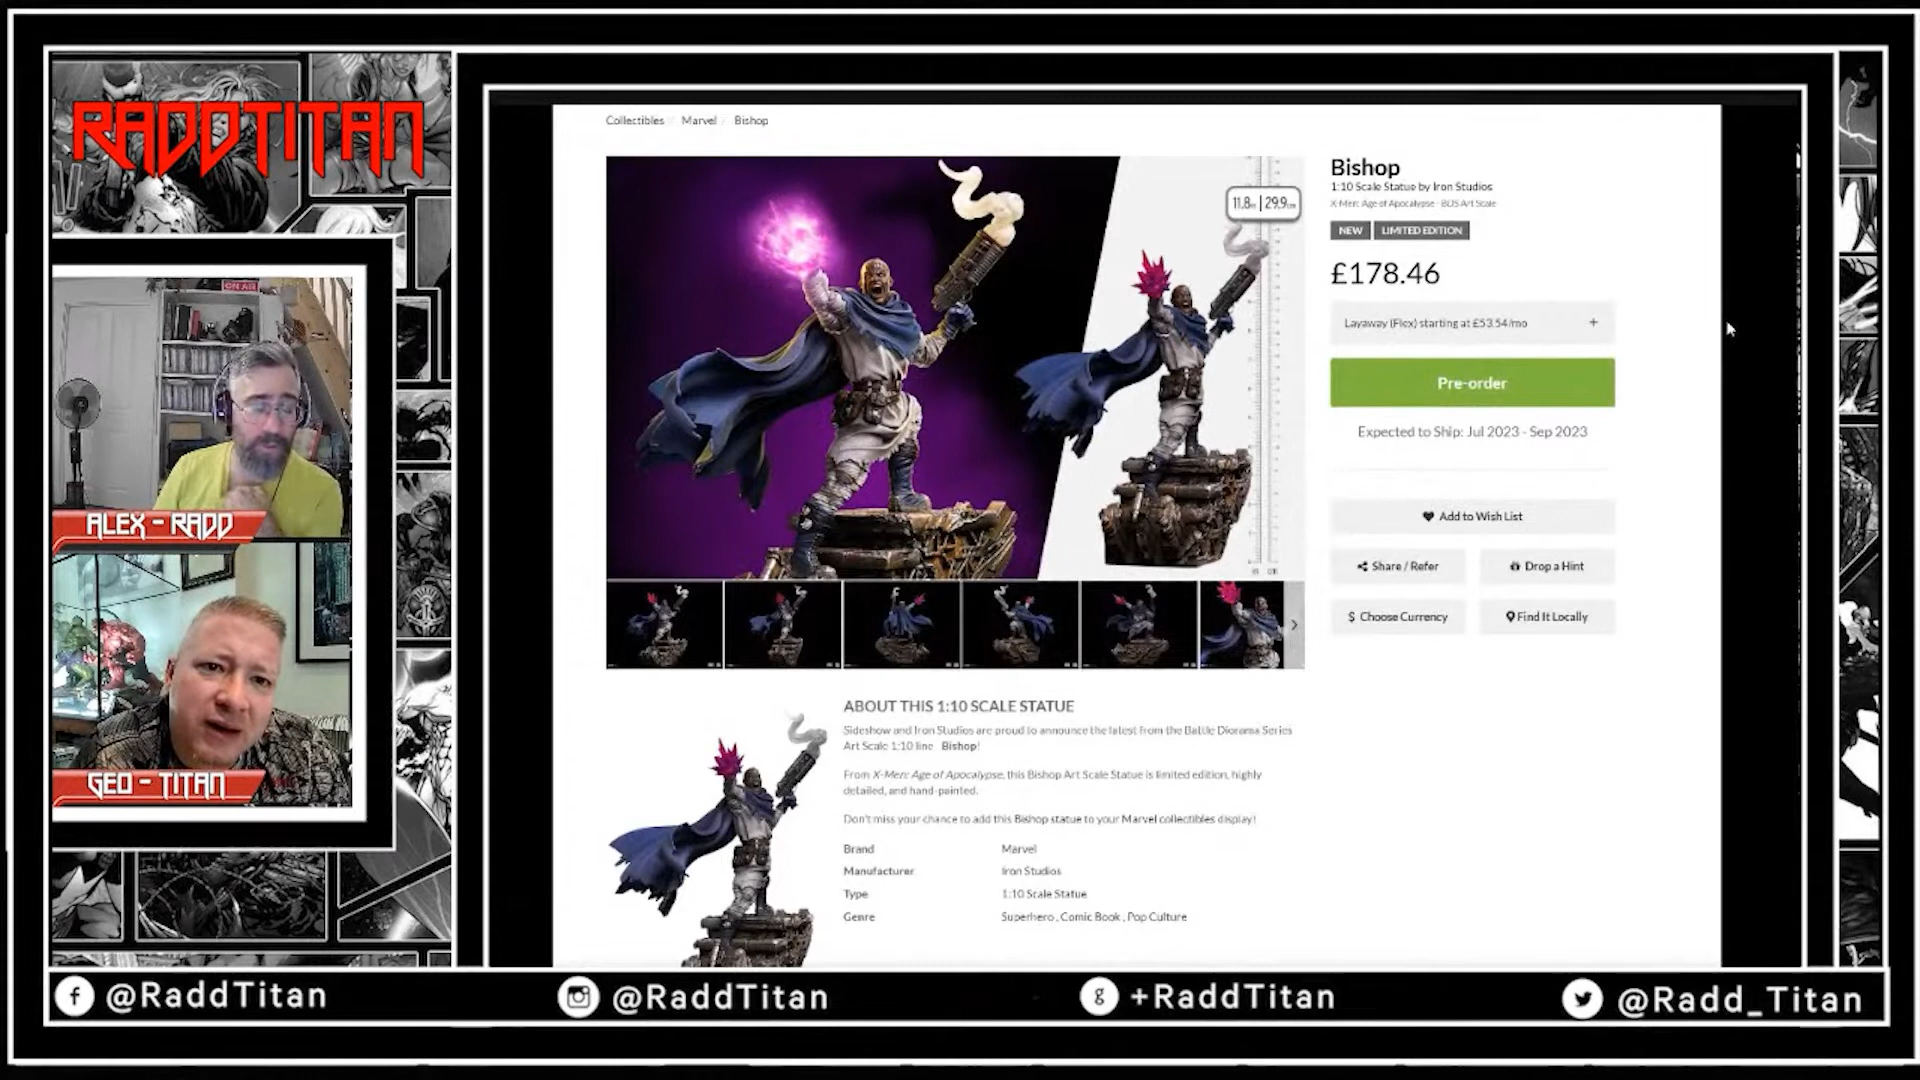 RADDTITAN
ON AIR
ALEX - RADD
GEO - TITAN
Collectibles / Marvel / Bishop
11.8in | 29.9cm
Bishop
1:10 Scale Statue by Iron Studios
X-Men: Age of Apocalypse - BDS Art Scale
NEW LIMITED EDITION
£178.46
Layaway (Flex) starting at £53.54/mo +
Pre-order
Expected to Ship: Jul 2023 - Sep 2023
Add to Wish List
Share / Refer Drop a Hint
$ Choose Currency Find It Locally
ABOUT THIS 1:10 SCALE STATUE
Sideshow and Iron Studios are proud to announce the latest from the Battle Diorama Series
Art Scale 1:10 line - Bishop!
From X-Men: Age of Apocalypse, this Bishop Art Scale Statue is limited edition, highly
detailed, and hand-painted.
Don't miss your chance to add this Bishop statue to your Marvel collectibles display!
Brand Marvel
Manufacturer Iron Studios
Type 1:10 Scale Statue
Genre Superhero, Comic Book, Pop Culture
f @RaddTitan @RaddTitan g +RaddTitan @Radd_Titan